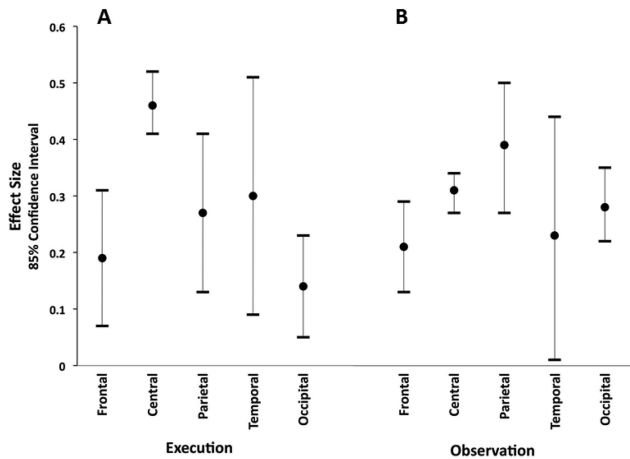 A
B
0.6
0.5
0.4
0.3
0.2
0.1
0
Effect Size
85% Confidence Interval
Frontal
Central
Parietal
Temporal
Occipital
Frontal
Central
Parietal
Temporal
Occipital
Execution
Observation